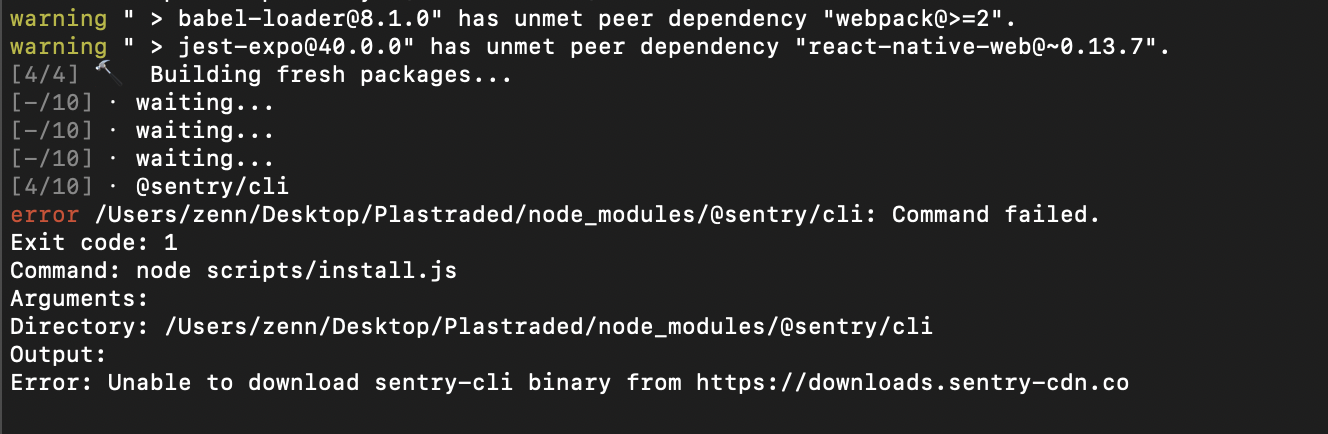 warning " > babel-loader@8.1.0" has unmet peer dependency "webpack@>=2".
warning " > jest-expo@40.0.0" has unmet peer dependency "react-native-web@~0.13.7".
[4/4] 🔨 Building fresh packages...
[-/10] · waiting...
[-/10] · waiting...
[-/10] · waiting...
[4/10] · @sentry/cli
error /Users/zenn/Desktop/Plastraded/node_modules/@sentry/cli: Command failed.
Exit code: 1
Command: node scripts/install.js
Arguments:
Directory: /Users/zenn/Desktop/Plastraded/node_modules/@sentry/cli
Output:
Error: Unable to download sentry-cli binary from https://downloads.sentry-cdn.co